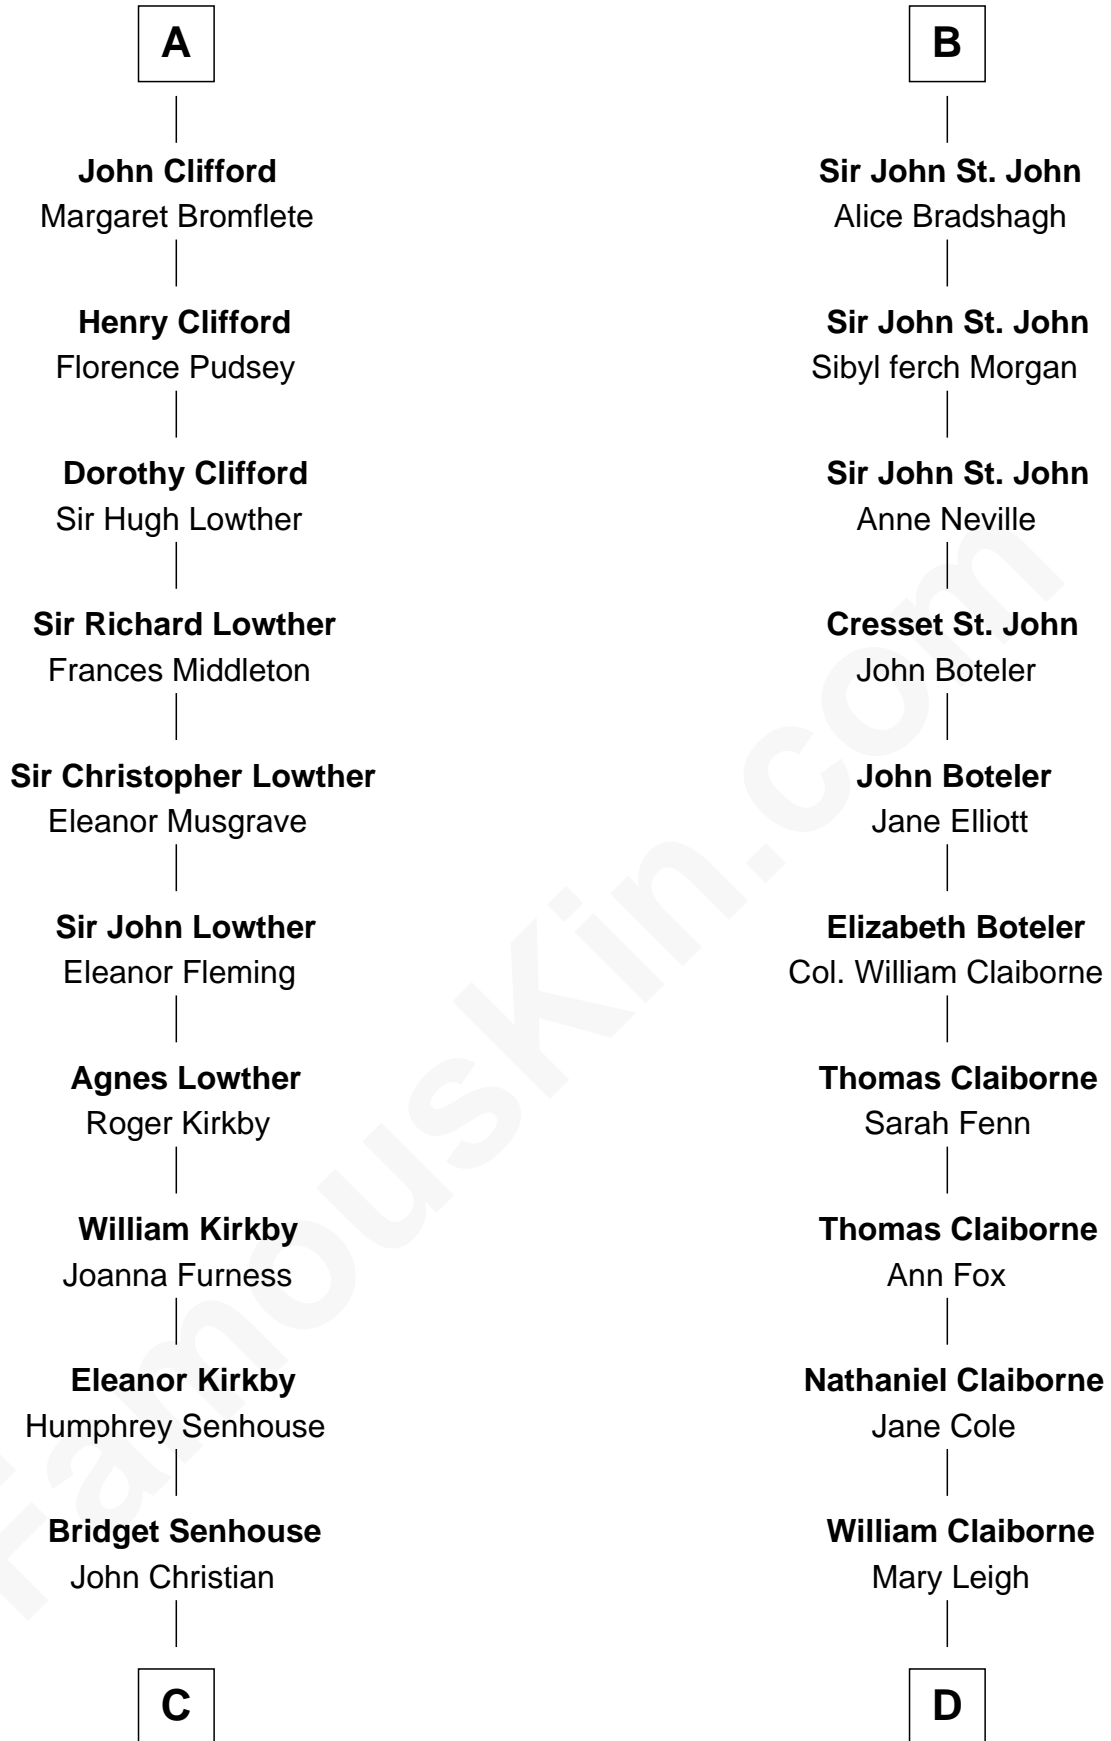 A
John Clifford
Margaret Bromflete
Henry Clifford
Florence Pudsey
Dorothy Clifford
Sir Hugh Lowther
Sir Richard Lowther
Frances Middleton
Sir Christopher Lowther
Eleanor Musgrave
Sir John Lowther
Eleanor Fleming
Agnes Lowther
Roger Kirkby
William Kirkby
Joanna Furness
Eleanor Kirkby
Humphrey Senhouse
Bridget Senhouse
John Christian
C
B
Sir John St. John
Alice Bradshagh
Sir John St. John
Sibyl ferch Morgan
Sir John St. John
Anne Neville
Cresset St. John
John Boteler
John Boteler
Jane Elliott
Elizabeth Boteler
Col. William Claiborne
Thomas Claiborne
Sarah Fenn
Thomas Claiborne
Ann Fox
Nathaniel Claiborne
Jane Cole
William Claiborne
Mary Leigh
D
FamousKin.com